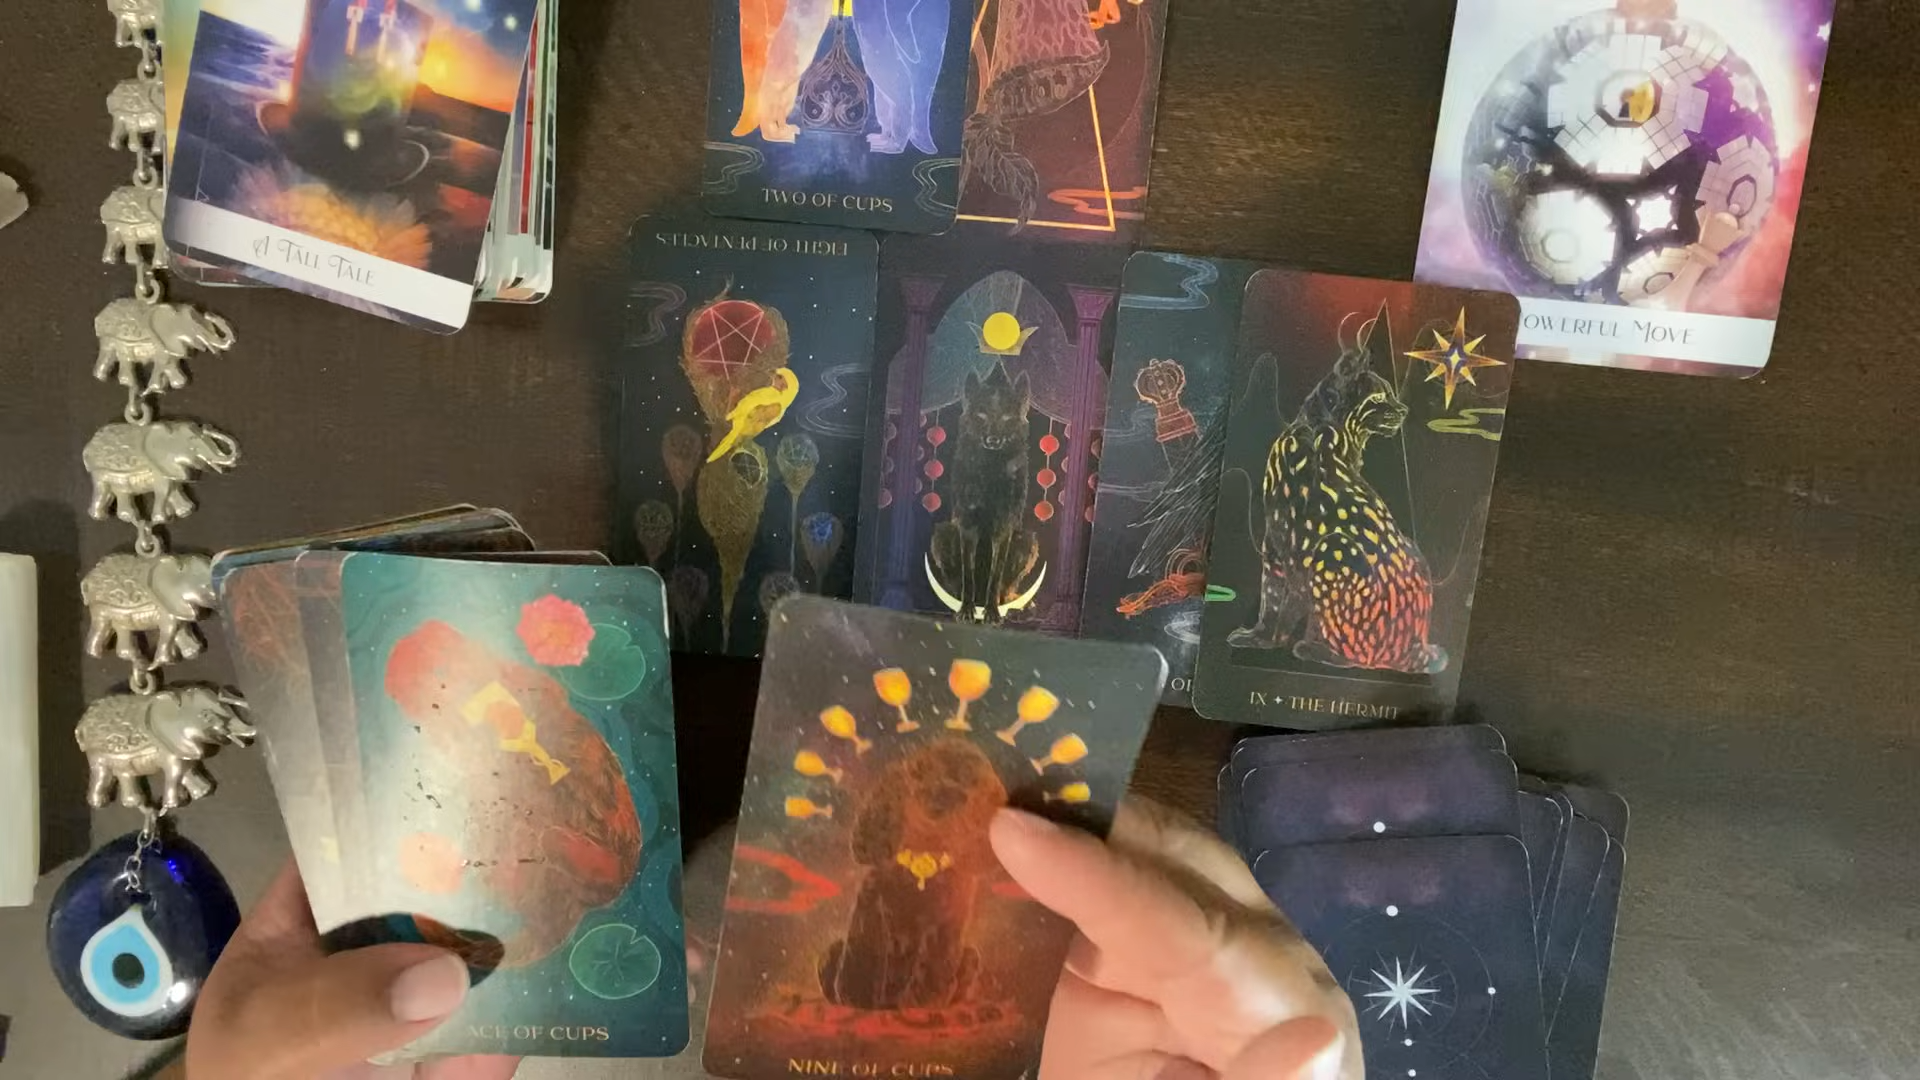 A TALL TALE
TWO OF CUPS
EIGHT OF PENTACLES
OWERFUL MOVE
OF
IX ✦ THE HERMIT
ACE OF CUPS
NINE OF CUPS